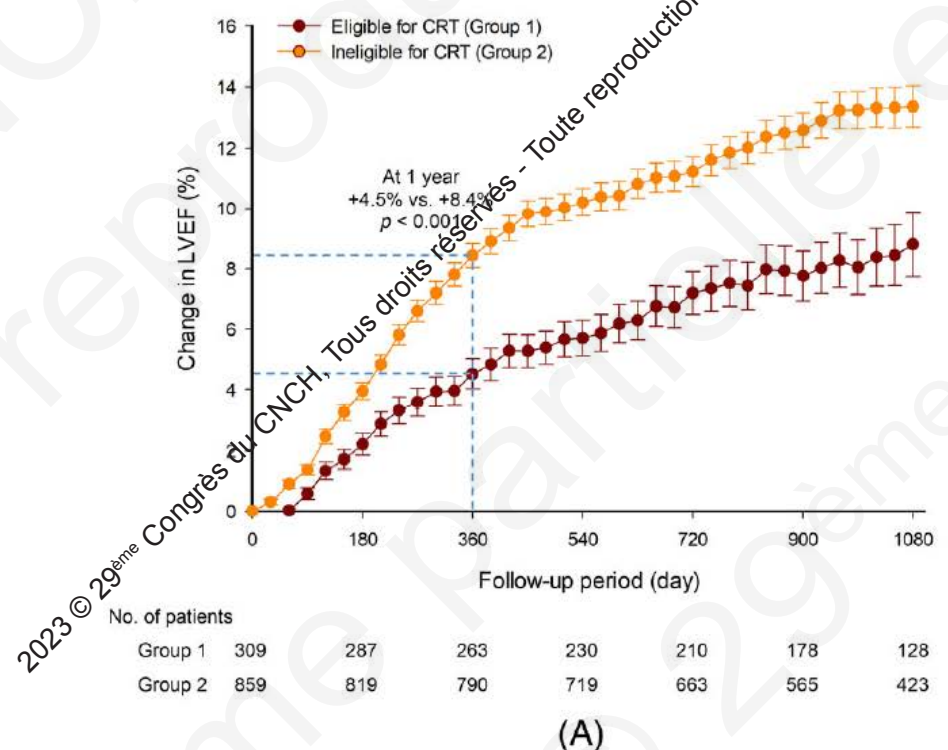 16
Eligible for CRT (Group 1)
Ineligible for CRT (Group 2)
14
12
At 1 year
+4.5% vs. +8.4%
p < 0.001
10
8
6
4
2
0
Change in LVEF (%)
0 180 360 540 720 900 1080
Follow-up period (day)
No. of patients
Group 1 309 287 263 230 210 178 128
Group 2 859 819 790 719 663 565 423
(A)
2023 © 29ème Congrès du CNCH, Tous droits réservés - Toute reproduction
reproduc
partielle
29ème